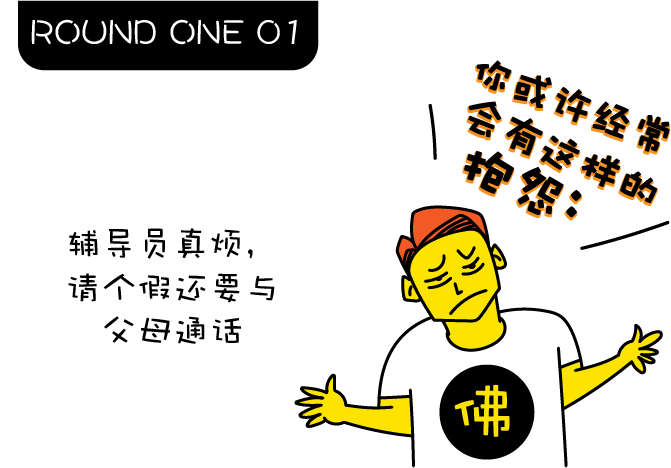 ROUND ONE 01
你或许经常
会有这样的
抱怨：
辅导员真烦，
请个假还要与
父母通话
佛